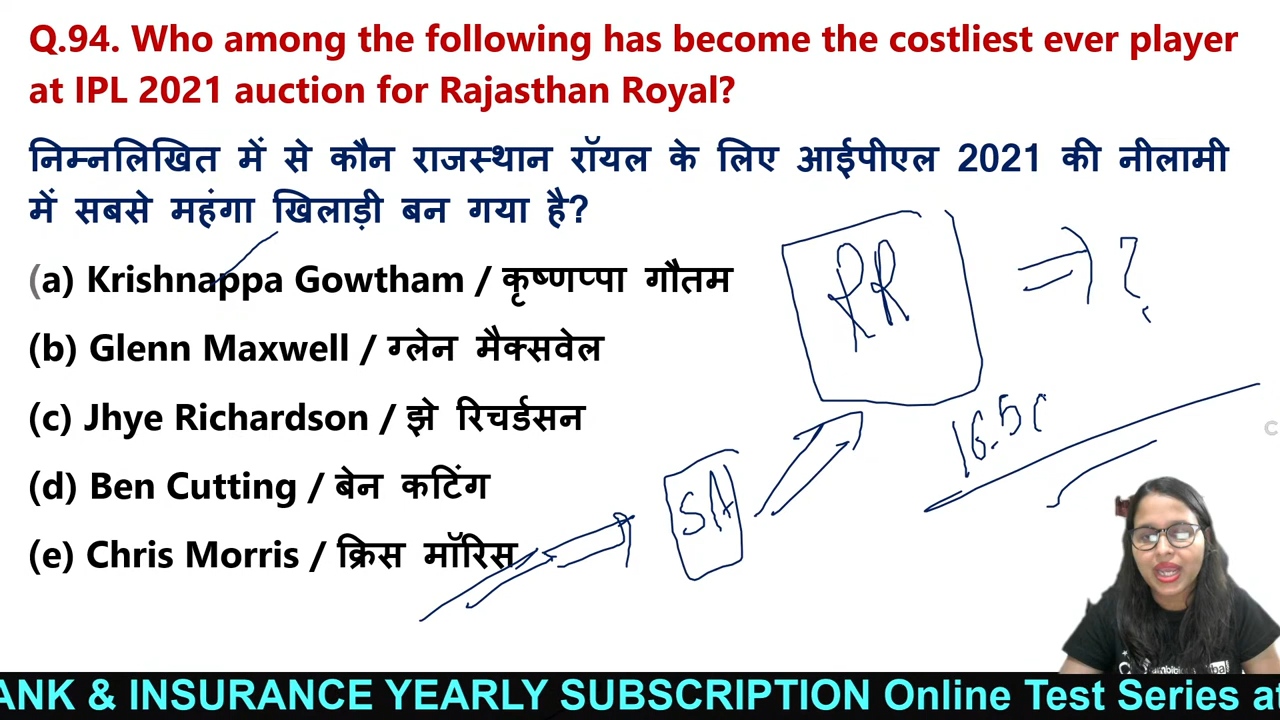 Q.94. Who among the following has become the costliest ever player
at IPL 2021 auction for Rajasthan Royal?
निम्नलिखित में से कौन राजस्थान रॉयल के लिए आईपीएल 2021 की नीलामी
में सबसे महंगा खिलाड़ी बन गया है?
(a) Krishnappa Gowtham / कृष्णप्पा गौतम
(b) Glenn Maxwell / ग्लेन मैक्सवेल
(c) Jhye Richardson / झे रिचर्डसन
(d) Ben Cutting / बेन कटिंग
(e) Chris Morris / क्रिस मॉरिस
RR ⇒ ?
16.50
SA
ANK & INSURANCE YEARLY SUBSCRIPTION Online Test Series a